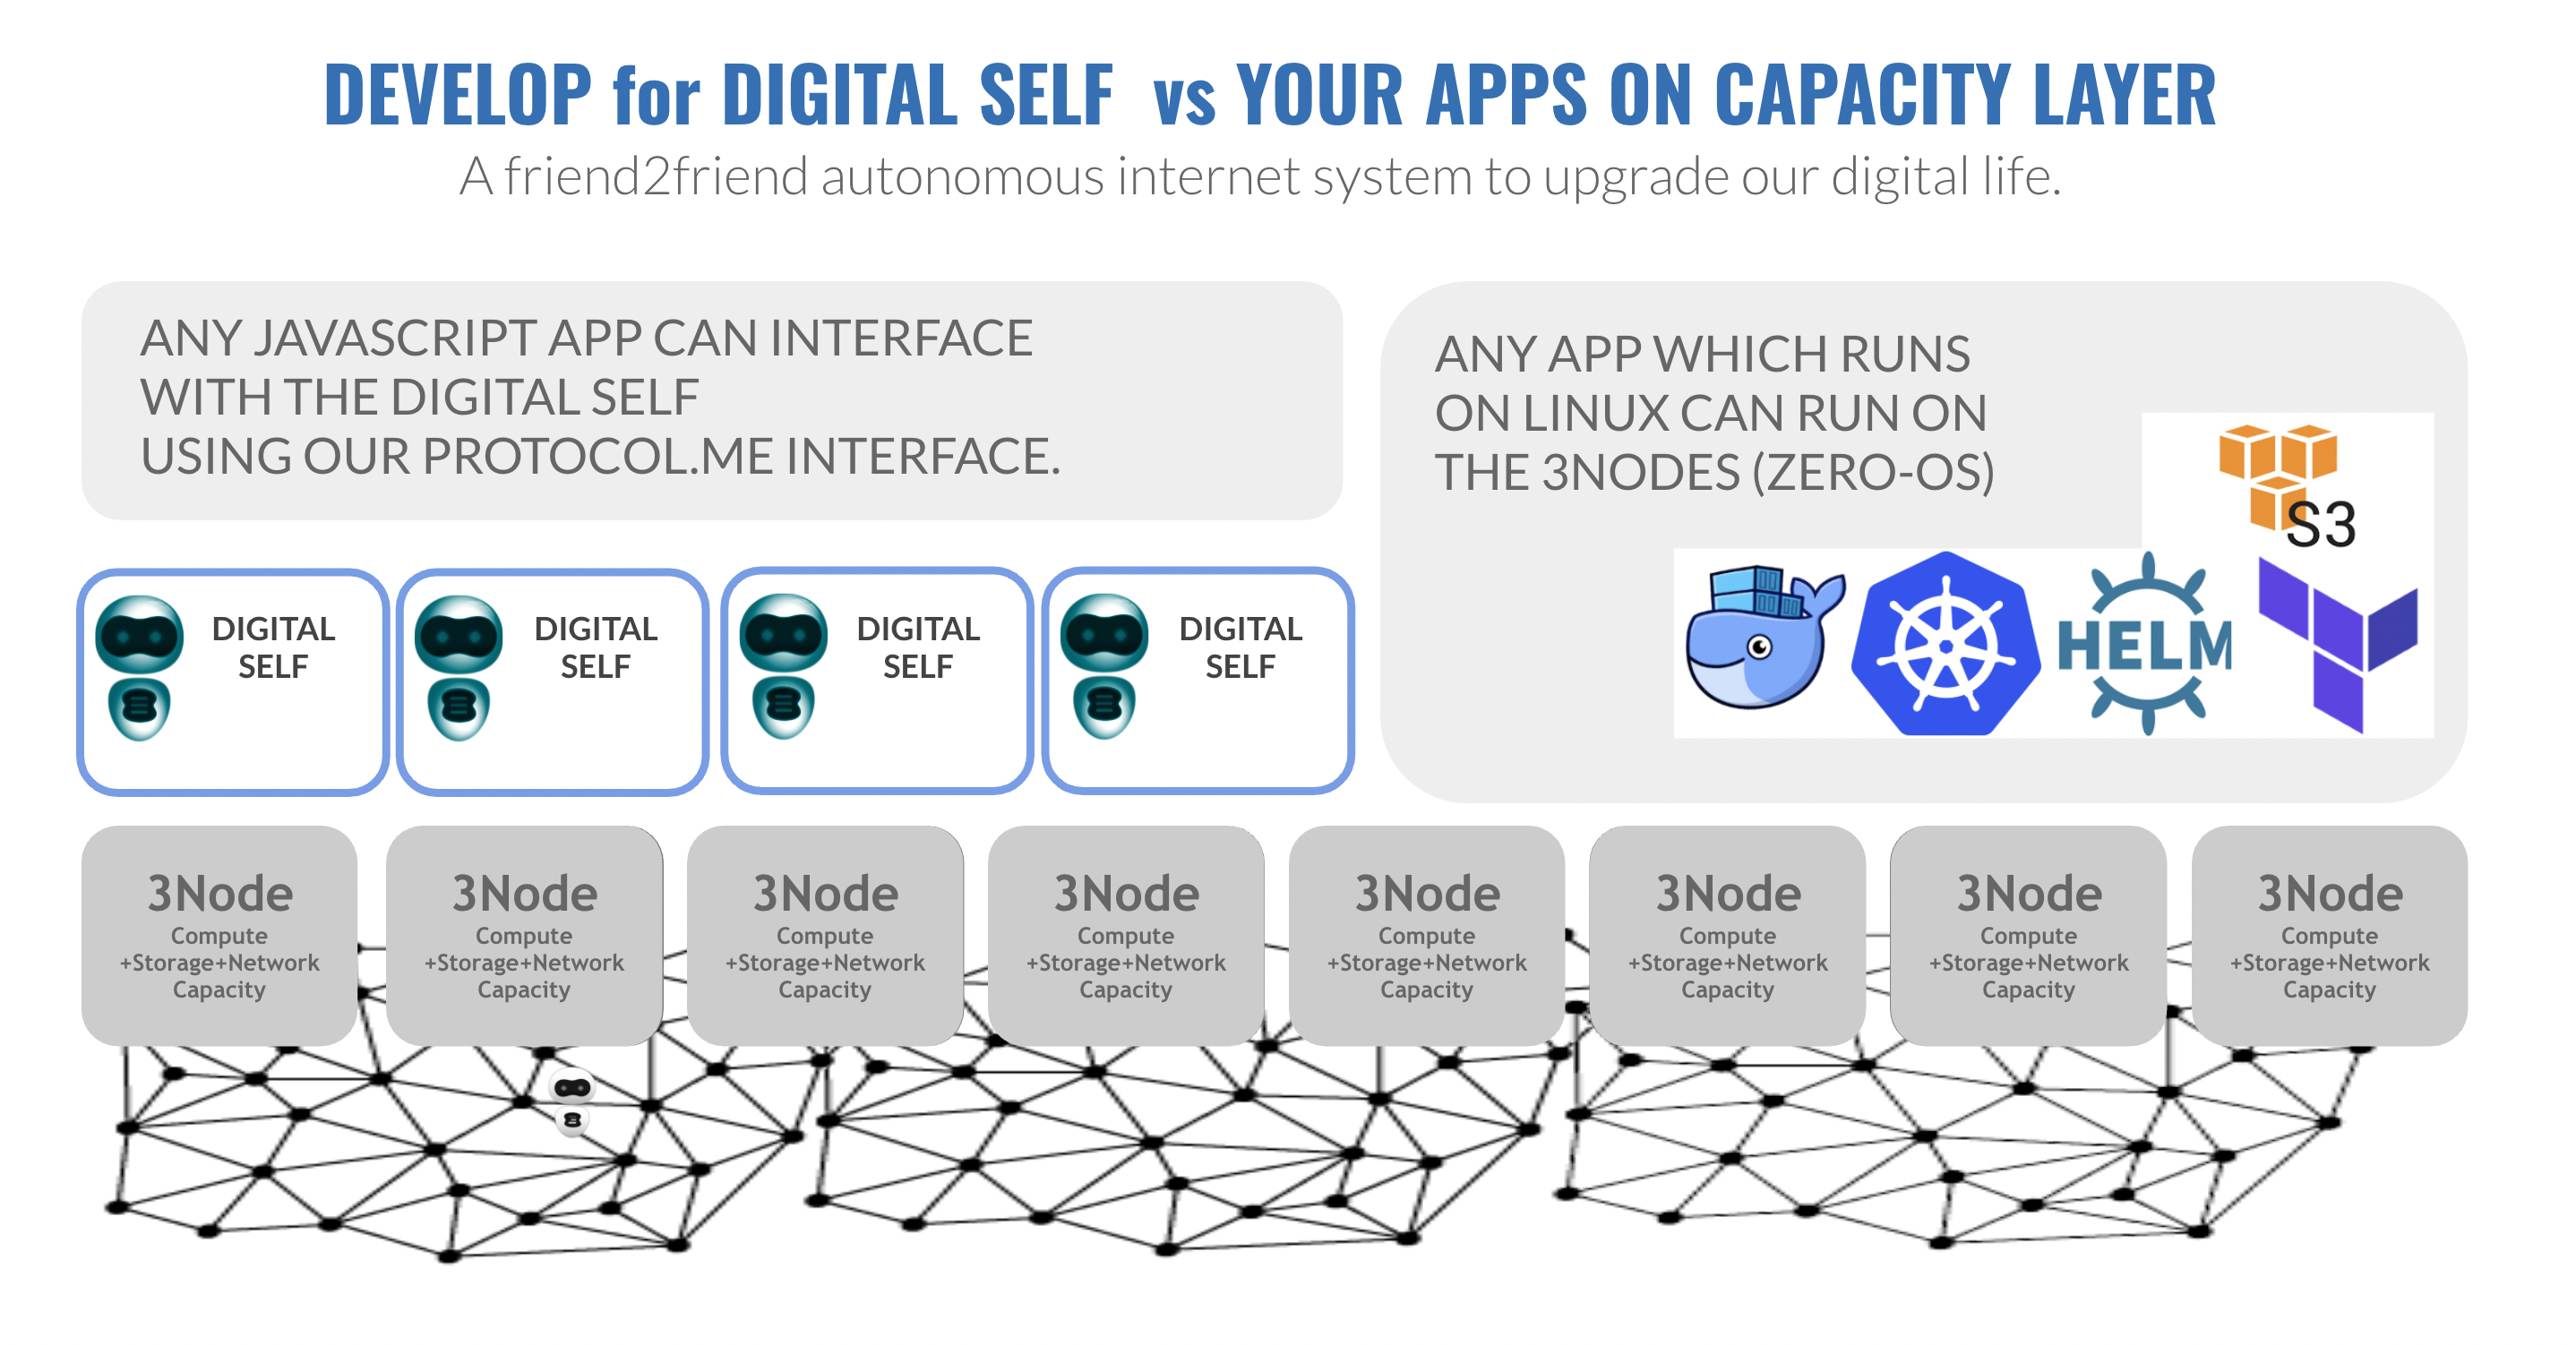 DEVELOP for DIGITAL SELF vs YOUR APPS ON CAPACITY LAYER
A friend2friend autonomous internet system to upgrade our digital life.
ANY JAVASCRIPT APP CAN INTERFACE
WITH THE DIGITAL SELF
USING OUR PROTOCOL.ME INTERFACE.
ANY APP WHICH RUNS
ON LINUX CAN RUN ON
THE 3NODES (ZERO-OS)
S3
HELM
DIGITAL
SELF
DIGITAL
SELF
DIGITAL
SELF
DIGITAL
SELF
3Node
Compute
+Storage+Network
Capacity
3Node
Compute
+Storage+Network
Capacity
3Node
Compute
+Storage+Network
Capacity
3Node
Compute
+Storage+Network
Capacity
3Node
Compute
+Storage+Network
Capacity
3Node
Compute
+Storage+Network
Capacity
3Node
Compute
+Storage+Network
Capacity
3Node
Compute
+Storage+Network
Capacity